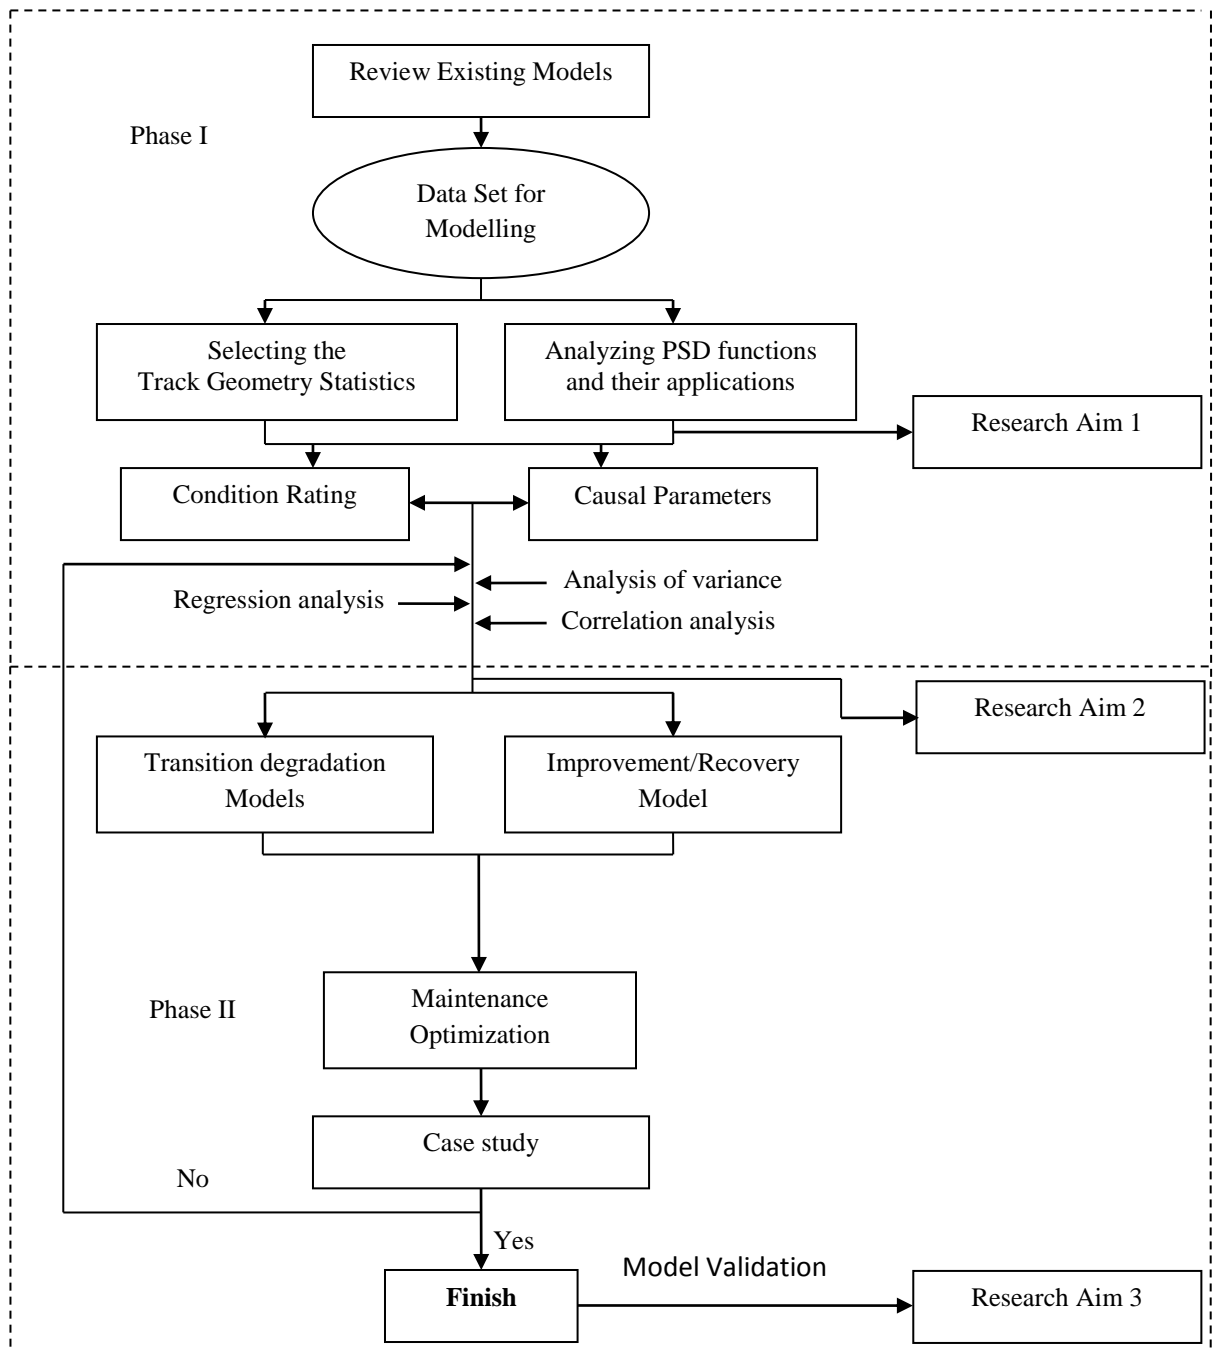 Review Existing Models
Phase I
Data Set for
Modelling
Selecting the
Track Geometry Statistics
Analyzing PSD functions
and their applications
Research Aim 1
Condition Rating
Causal Parameters
Analysis of variance
Regression analysis
Correlation analysis
Research Aim 2
Transition degradation
Models
Improvement/Recovery
Model
Phase II
Maintenance
Optimization
Case study
No
Yes
Model Validation
Finish
Research Aim 3